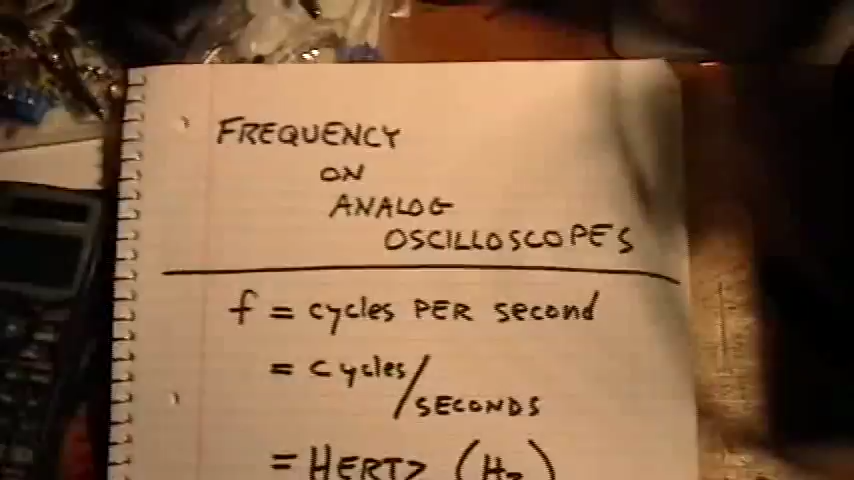 FREQUENCY
ON
ANALOG
OSCILLOSCOPES
f = cycles PER second
= cycles/
SECONDS
= HERTZ (Hz)